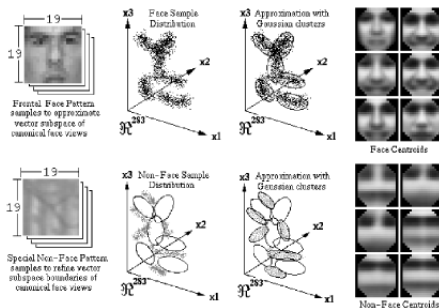 19
19
Frontal Face Pattern
samples to approximate
vector subspace of
canonical face views
x3
Face Sample
Distribution
x2
ℜ²⁸³
x1
x3
Approximation with
Gaussian clusters
x2
ℜ²⁸³
x1
Face Centroids
19
19
Special Non-Face Pattern
samples to refine vector
subspace boundaries of
canonical face views
x3
Non-Face Sample
Distribution
x2
ℜ²⁸³
x1
x3
Approximation with
Gaussian clusters
x2
ℜ²⁸³
x1
Non-Face Centroids